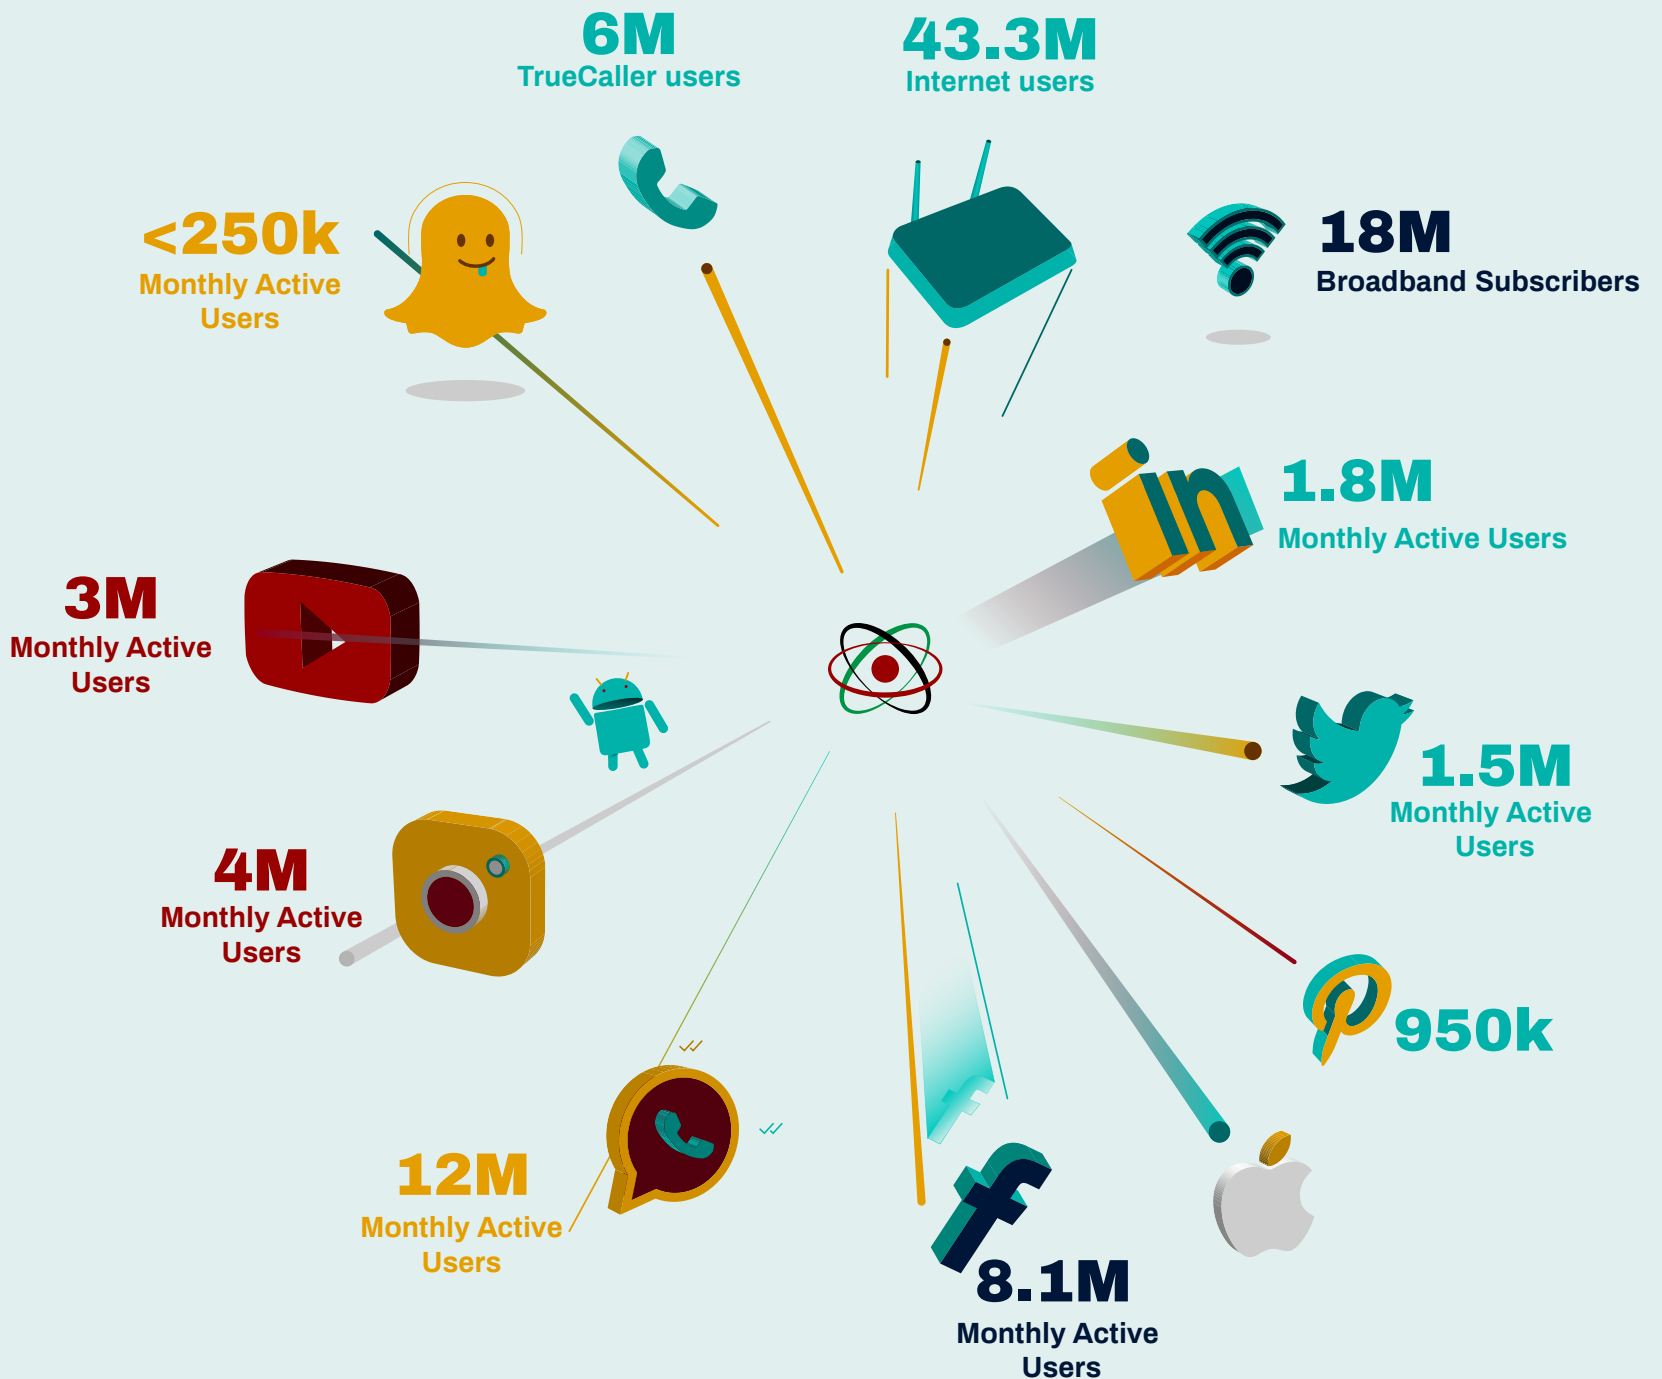 6M
TrueCaller users
43.3M
Internet users
<250k
Monthly Active
Users
18M
Broadband Subscribers
in
1.8M
Monthly Active Users
3M
Monthly Active
Users
1.5M
Monthly Active
Users
4M
Monthly Active
Users
950k
12M
Monthly Active
Users
f
8.1M
Monthly Active
Users